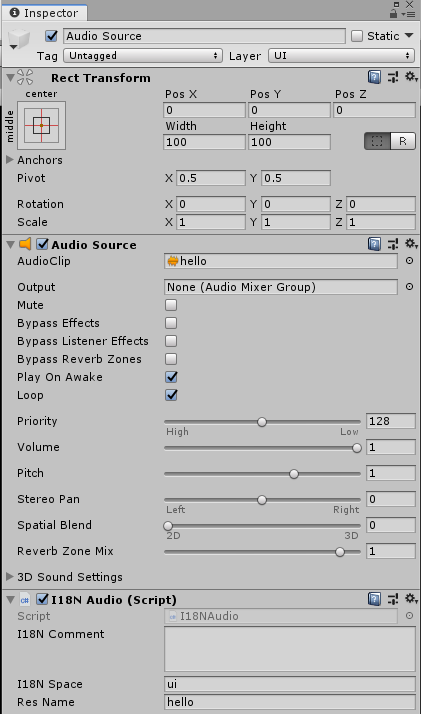 Inspector
Audio Source Static
Tag Untagged Layer UI
Rect Transform
center Pos X Pos Y Pos Z
middle 0 0 0
Width Height
100 100 R
Anchors
Pivot X 0.5 Y 0.5
Rotation X 0 Y 0 Z 0
Scale X 1 Y 1 Z 1
Audio Source
AudioClip hello
Output None (Audio Mixer Group)
Mute
Bypass Effects
Bypass Listener Effects
Bypass Reverb Zones
Play On Awake
Loop
Priority 128
High Low
Volume 1
Pitch 1
Stereo Pan 0
Left Right
Spatial Blend 0
2D 3D
Reverb Zone Mix 1
3D Sound Settings
C# I18N Audio (Script)
Script I18NAudio
I18N Comment
I18N Space ui
Res Name hello